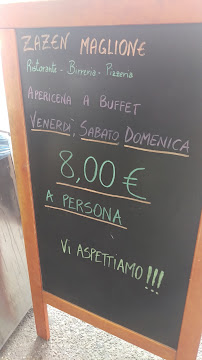 ZAZEN MAGLIONE
Ristorante - Birreria - Pizzeria
APERICENA A BUFFET
VENERDÌ, SABATO DOMENICA
8,00 €
A PERSONA
VI ASPETTIAMO!!!